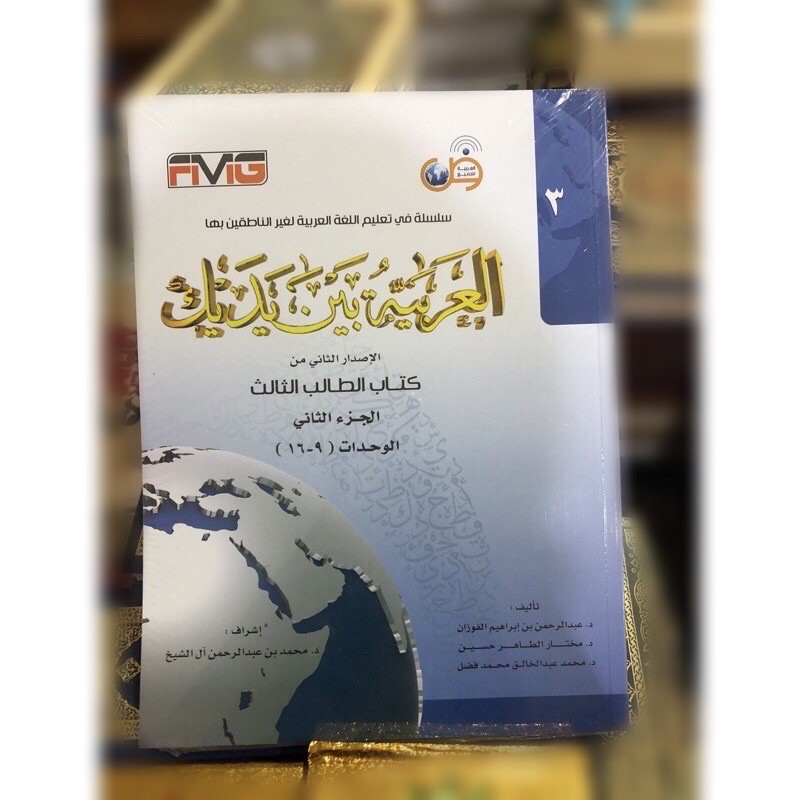 FMG
العربية للجميع
٣
سلسلة في تعليم اللغة العربية لغير الناطقين بها
العَرَبِيَّةُ بَيْنَ يَدَيْكَ
الإصدار الثاني من
كتاب الطالب الثالث
الجزء الثاني
الوحدات ( ٩-١٦ )
تأليف :
د. عبدالرحمن بن إبراهيم الفوزان
د. مختار الطاهر حسين
د. محمد عبدالخالق محمد فضل
إشراف :
د. محمد بن عبدالرحمن آل الشيخ